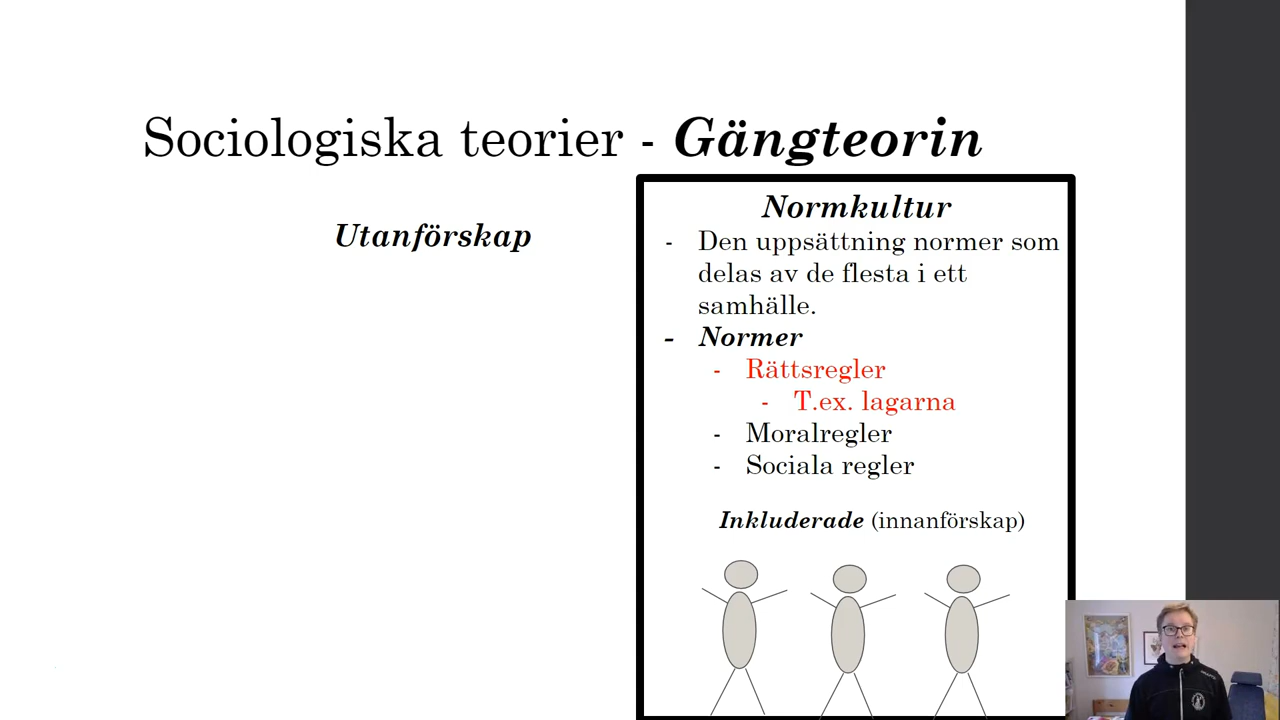 Sociologiska teorier - Gängteorin
Utanförskap
Normkultur
- Den uppsättning normer som
delas av de flesta i ett
samhälle.
- Normer
- Rättsregler
- T.ex. lagarna
- Moralregler
- Sociala regler
Inkluderade (innanförskap)